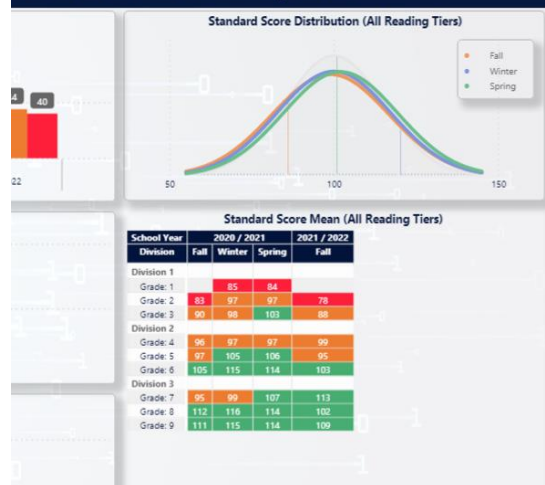 Standard Score Distribution (All Reading Tiers)
Fall
Winter
Spring
4 40
22
50 100 150
Standard Score Mean (All Reading Tiers)
School Year 2020 / 2021 2021 / 2022
Division Fall Winter Spring Fall
Division 1
Grade: 1 85 84
Grade: 2 83 97 97 78
Grade: 3 90 98 103 88
Division 2
Grade: 4 96 97 97 99
Grade: 5 97 105 106 95
Grade: 6 105 115 114 103
Division 3
Grade: 7 95 99 107 113
Grade: 8 112 116 114 102
Grade: 9 111 115 114 109